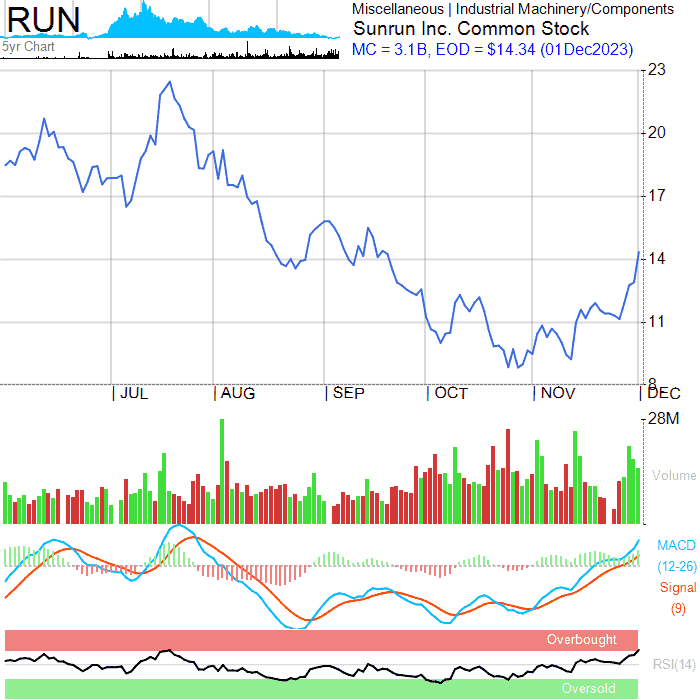 RUN
5yr Chart
Miscellaneous | Industrial Machinery/Components
Sunrun Inc. Common Stock
MC = 3.1B, EOD = $14.34 (01Dec2023)
23
20
17
14
11
8
JUL AUG SEP OCT NOV DEC
28M
Volume
MACD
(12-26)
Signal
(9)
Overbought
RSI(14)
Oversold